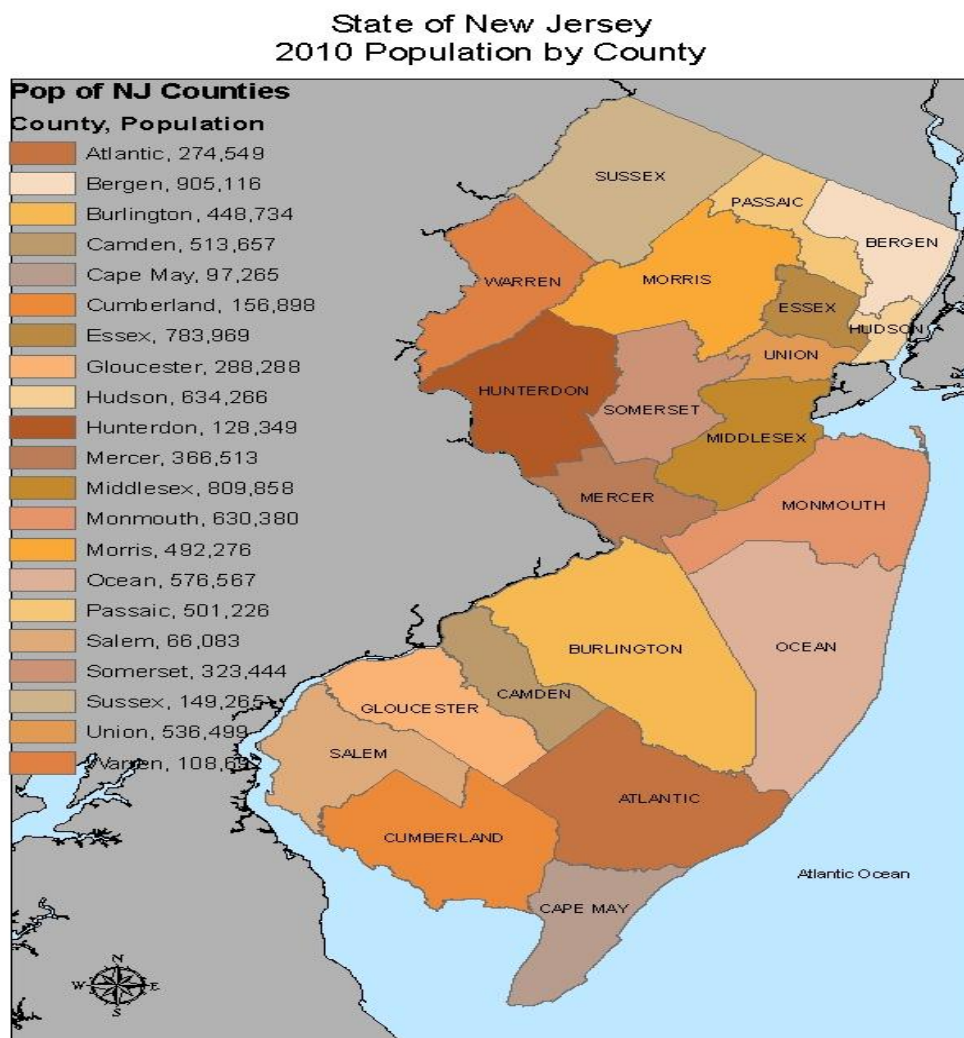 State of New Jersey
2010 Population by County
Pop of NJ Counties
County, Population
Atlantic, 274,549
Bergen, 905,116
Burlington, 448,734
Camden, 513,657
Cape May, 97,265
Cumberland, 156,898
Essex, 783,969
Gloucester, 288,288
Hudson, 634,266
Hunterdon, 128,349
Mercer, 366,513
Middlesex, 809,858
Monmouth, 630,380
Morris, 492,276
Ocean, 576,567
Passaic, 501,226
Salem, 66,083
Somerset, 323,444
Sussex, 149,265
Union, 536,499
Warren,
SUSSEX
PASSAIC
BERGEN
WARREN
MORRIS
ESSEX
HUDSON
UNION
HUNTERDON
SOMERSET
MIDDLESEX
MERCER
MONMOUTH
BURLINGTON
OCEAN
CAMDEN
GLOUCESTER
SALEM
ATLANTIC
CUMBERLAND
Atlantic Ocean
CAPE MAY
N
W E
S